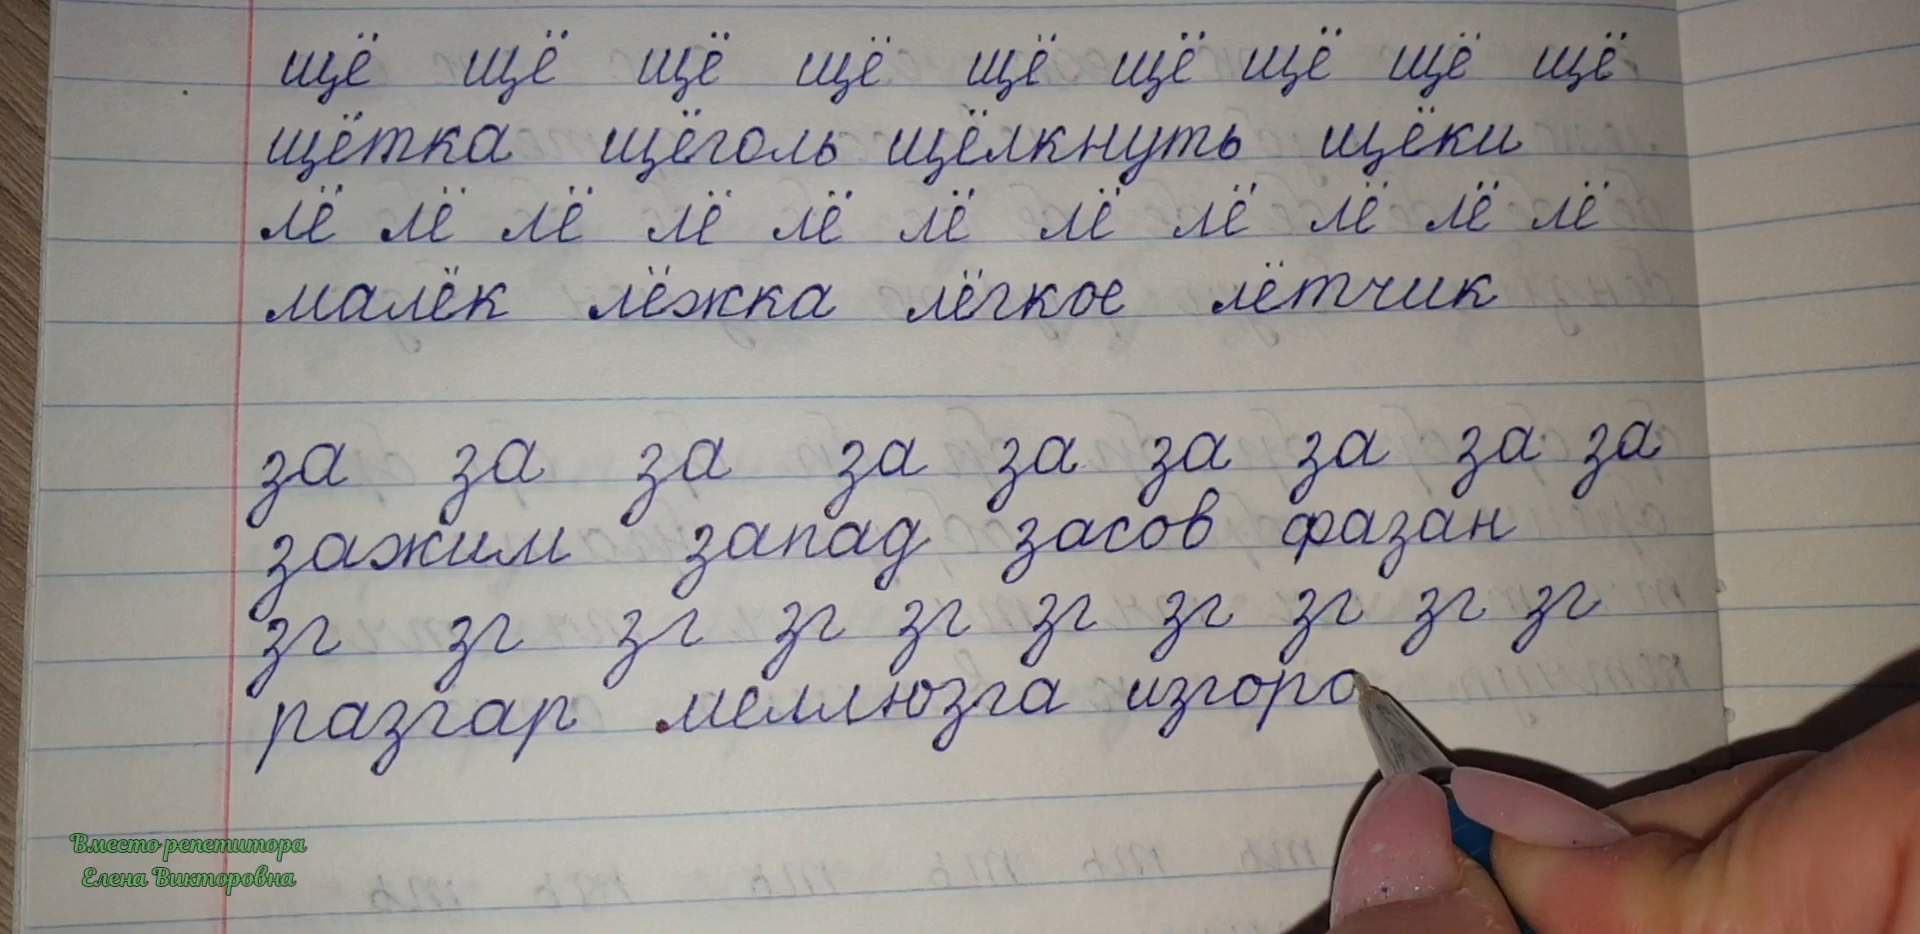 щё щё щё щё щё щё щё щё щё
щётка щёголь щёлкнуть щёки
лё лё лё лё лё лё лё лё лё лё лё
малёк лёжка лёгкое лётчик
за за за за за за за за за
зажим запад засов фазан
зг зг зг зг зг зг зг зг зг зг
разгар меллюзга изгоро
Вместо репетитора
Елена Викторовна